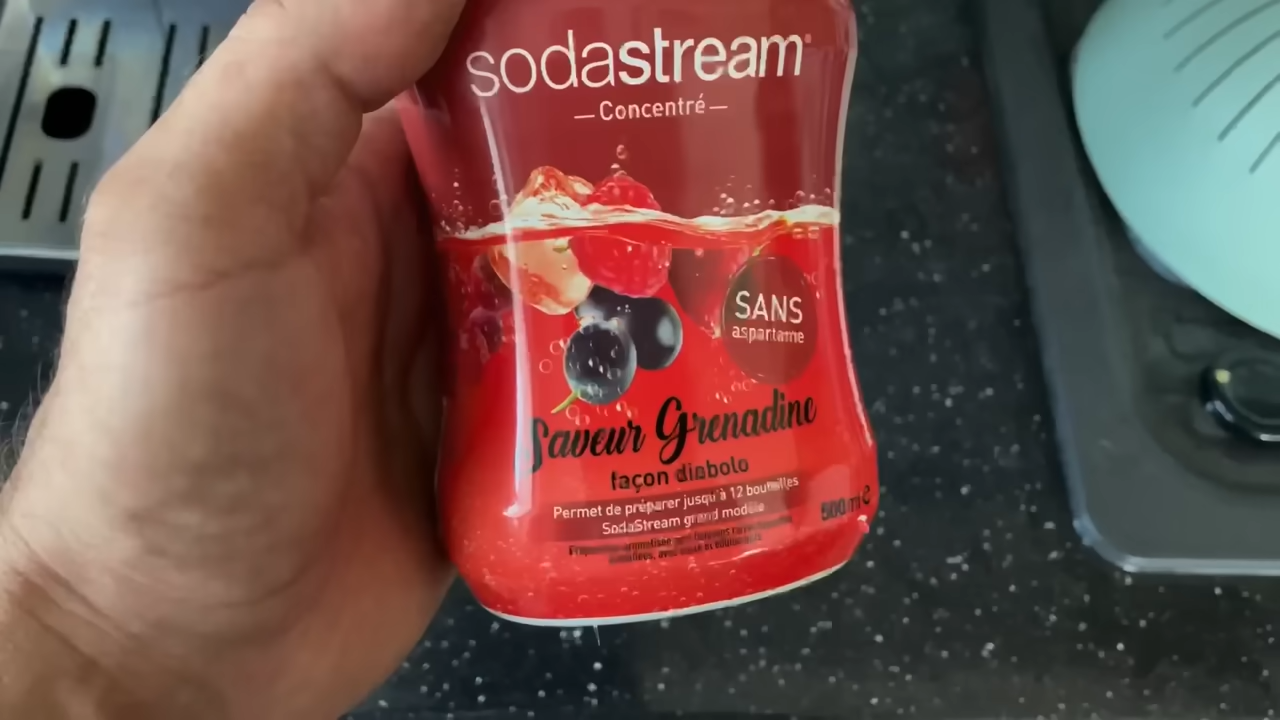 sodastream
—Concentré—
SANS
aspartame
Saveur Grenadine
façon diabolo
Permet de préparer jusqu'à 12 bouteilles
SodaStream grand modèle
500 ml e